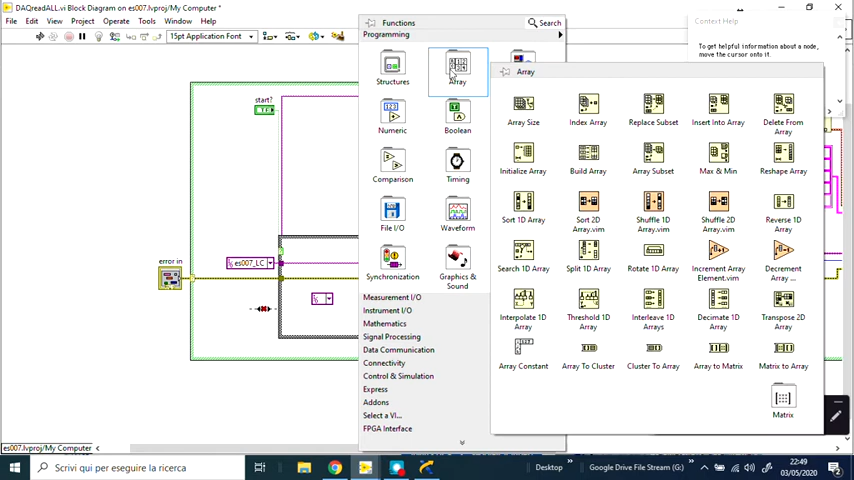 DAQreadALL.vi Block Diagram on es007.lvproj/My Computer *
File Edit View Project Operate Tools Window Help
15pt Application Font
start?
TF
error in
es007_LC
Functions
Search
Programming
Structures
Array
Numeric
Boolean
Comparison
Timing
File I/O
Waveform
Synchronization
Graphics & Sound
Measurement I/O
Instrument I/O
Mathematics
Signal Processing
Data Communication
Connectivity
Control & Simulation
Express
Addons
Select a VI...
FPGA Interface
Context Help
To get helpful information about a node, move the cursor onto it.
Array
Array Size
Index Array
Replace Subset
Insert Into Array
Delete From Array
Initialize Array
Build Array
Array Subset
Max & Min
Reshape Array
Sort 1D Array
Sort 2D Array.vim
Shuffle 1D Array.vim
Shuffle 2D Array.vim
Reverse 1D Array
Search 1D Array
Split 1D Array
Rotate 1D Array
Increment Array Element.vim
Decrement Array ...
Interpolate 1D Array
Threshold 1D Array
Interleave 1D Arrays
Decimate 1D Array
Transpose 2D Array
Array Constant
Array To Cluster
Cluster To Array
Array to Matrix
Matrix to Array
Matrix
es007.lvproj/My Computer
Scrivi qui per eseguire la ricerca
Desktop
Google Drive File Stream (G:)
22:49
03/05/2020